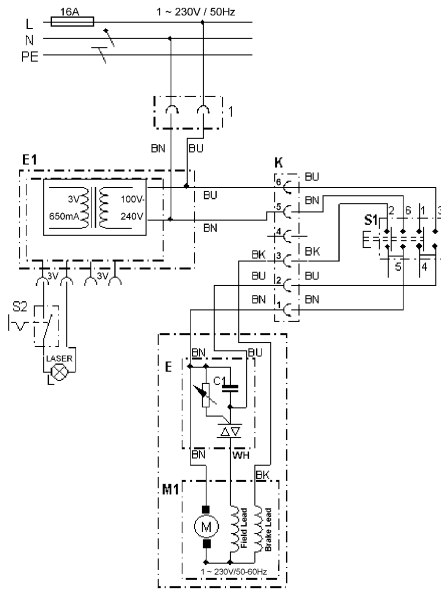 16A 1 ~ 230V / 50Hz
L
N
PE
1
BN BU
E1 K
3V 100V-
650mA 240V
BU
BN
6 BU
5 BN
4
BK 3 BK
BU 2 BU
BN 1 BN
2 6 1 3
S1
E
5 4
3V 3V
S2
LASER
L
BN BU
E
C1
BN WH
BK
M1
M
Field Lead
Brake Lead
1 ~ 230V/50-60Hz